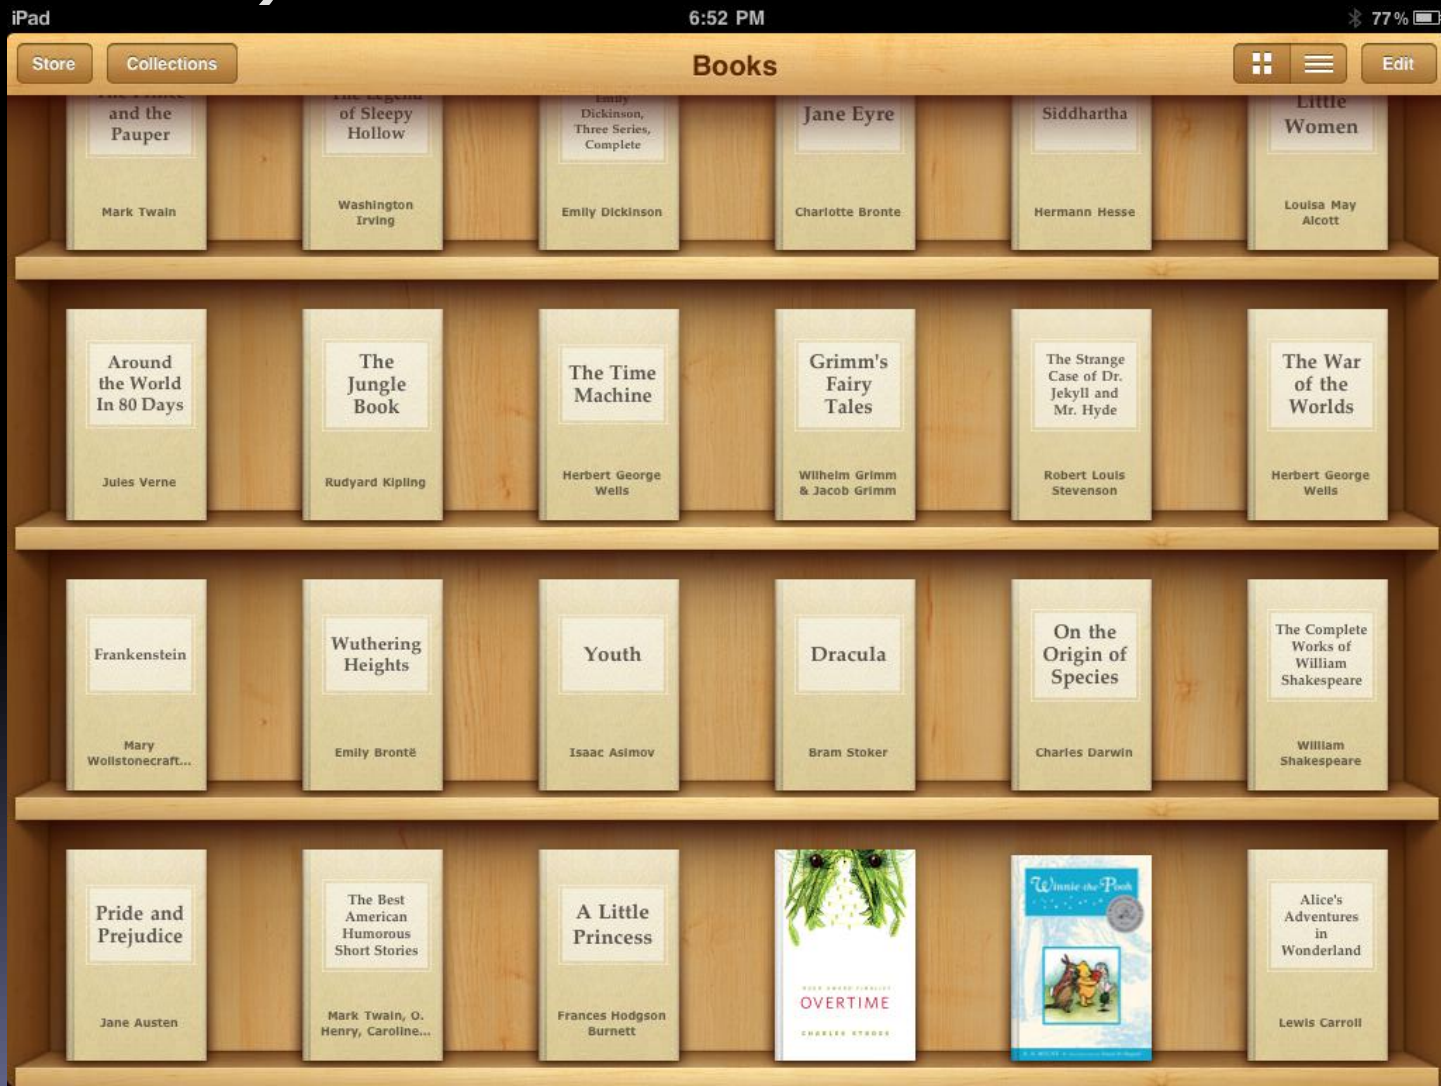 iPad
6:52 PM
77%
Store
Collections
Books
Edit
The Prince
and the
Pauper
Mark Twain
The Legend
of Sleepy
Hollow
Washington
Irving
Emily
Dickinson,
Three Series,
Complete
Emily Dickinson
Jane Eyre
Charlotte Bronte
Siddhartha
Hermann Hesse
Little
Women
Louisa May
Alcott
Around
the World
In 80 Days
Jules Verne
The
Jungle
Book
Rudyard Kipling
The Time
Machine
Herbert George
Wells
Grimm's
Fairy
Tales
Wilhelm Grimm
& Jacob Grimm
The Strange
Case of Dr.
Jekyll and
Mr. Hyde
Robert Louis
Stevenson
The War
of the
Worlds
Herbert George
Wells
Frankenstein
Mary
Wollstonecraft...
Wuthering
Heights
Emily Brontë
Youth
Isaac Asimov
Dracula
Bram Stoker
On the
Origin of
Species
Charles Darwin
The Complete
Works of
William
Shakespeare
William
Shakespeare
Pride and
Prejudice
Jane Austen
The Best
American
Humorous
Short Stories
Mark Twain, O.
Henry, Caroline...
A Little
Princess
Frances Hodgson
Burnett
OVERTIME
CHARLES STROSS
Winnie-the-Pooh
Alice's
Adventures
in
Wonderland
Lewis Carroll